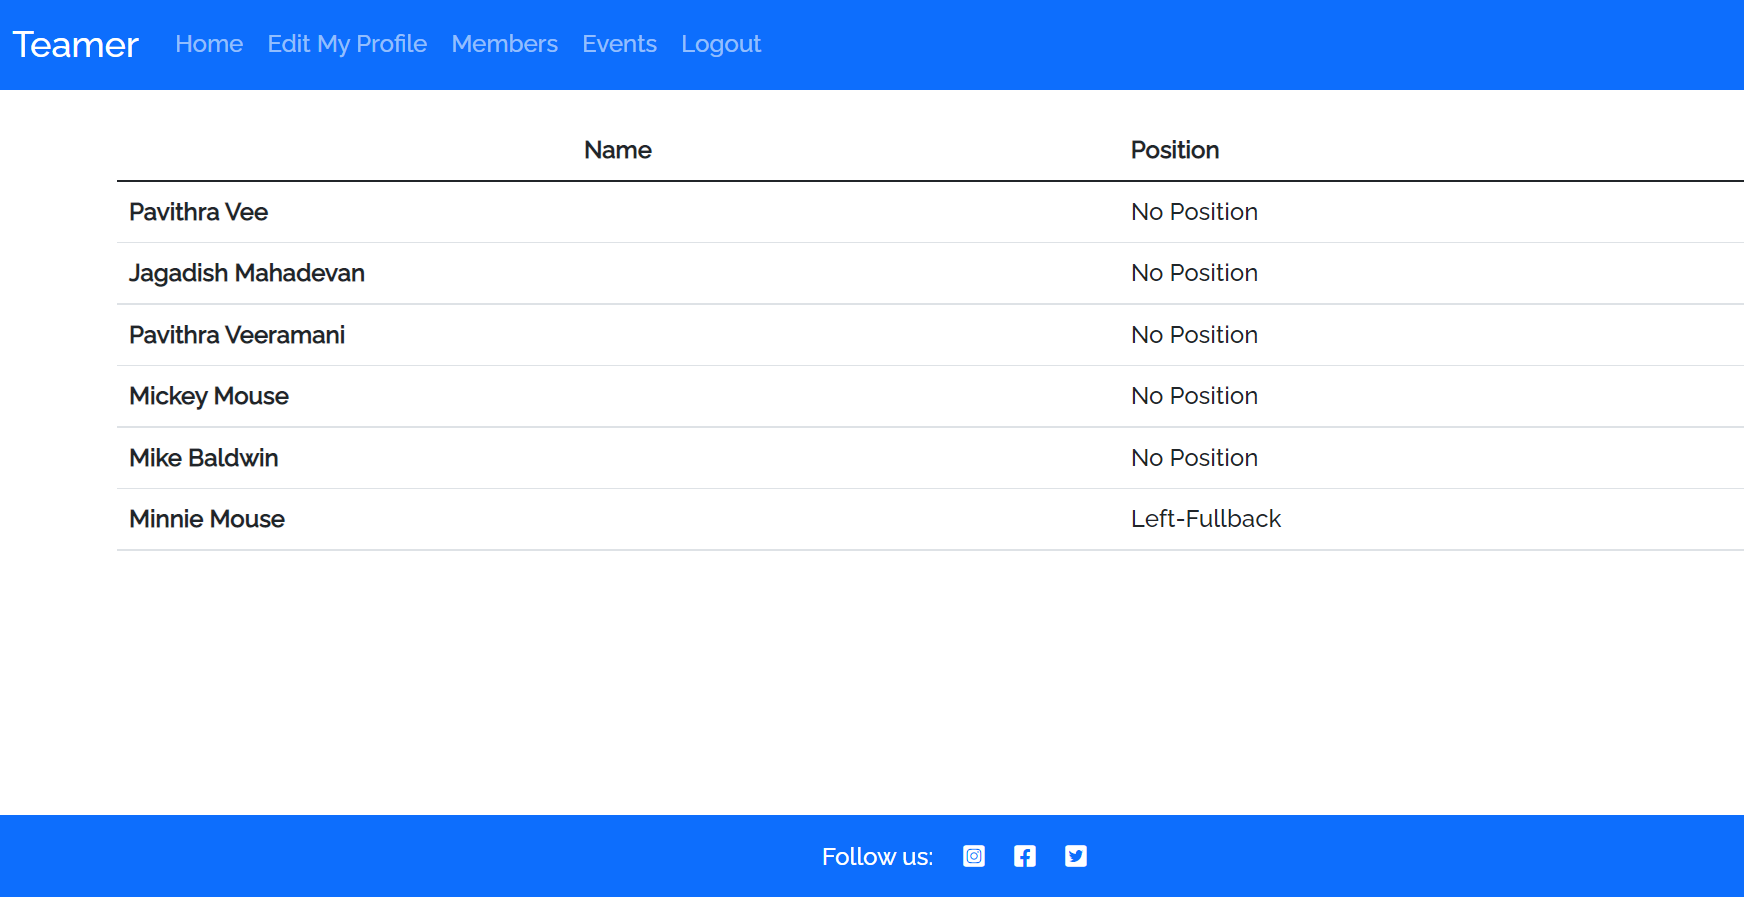 Teamer Home Edit My Profile Members Events Logout
Name Position
Pavithra Vee No Position
Jagadish Mahadevan No Position
Pavithra Veeramani No Position
Mickey Mouse No Position
Mike Baldwin No Position
Minnie Mouse Left-Fullback
Follow us: